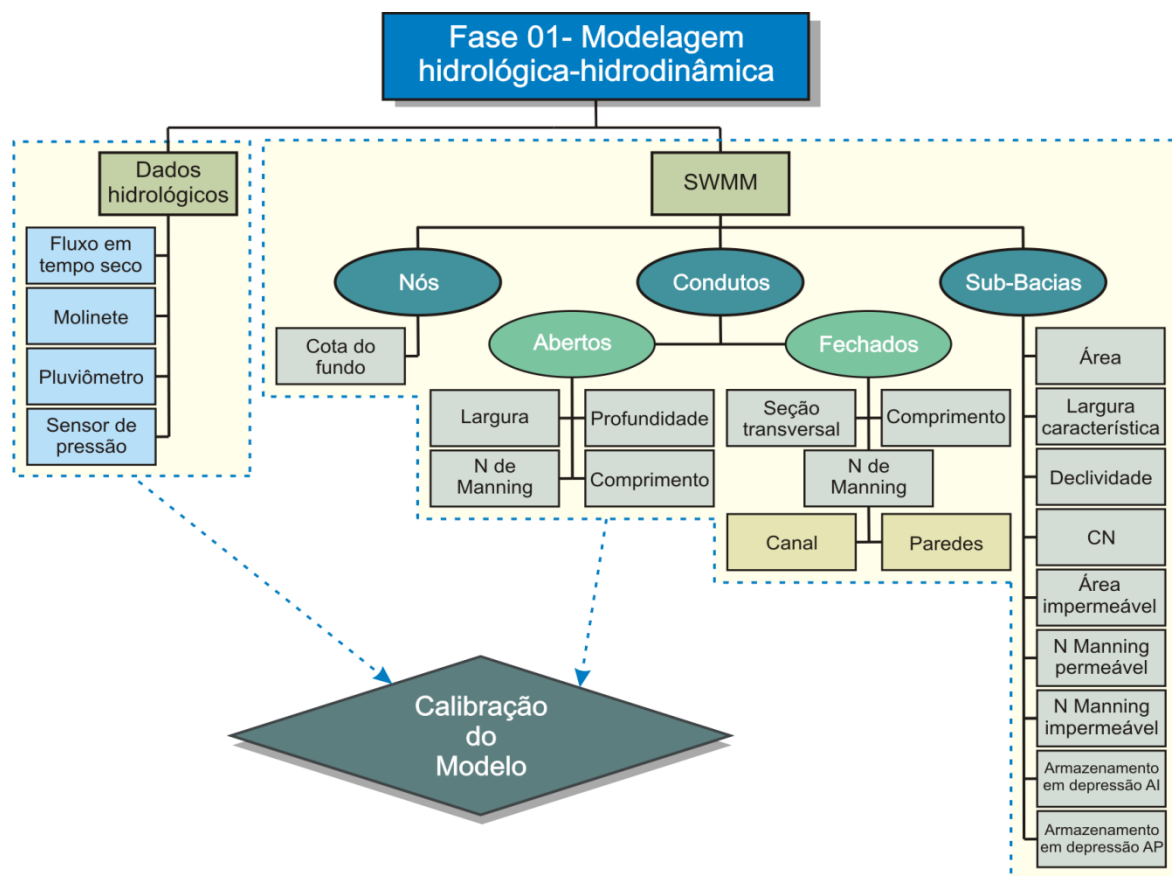 Fase 01- Modelagem
hidrológica-hidrodinâmica
Dados
hidrológicos
Fluxo em
tempo seco
Molinete
Pluviômetro
Sensor de
pressão
SWMM
Nós
Condutos
Sub-Bacias
Cota do
fundo
Abertos
Fechados
Largura
Profundidade
N de
Manning
Comprimento
Seção
transversal
Comprimento
N de
Manning
Canal
Paredes
Área
Largura
característica
Declividade
CN
Área
impermeável
N Manning
permeável
N Manning
impermeável
Armazenamento
em depressão AI
Armazenamento
em depressão AP
Calibração
do
Modelo